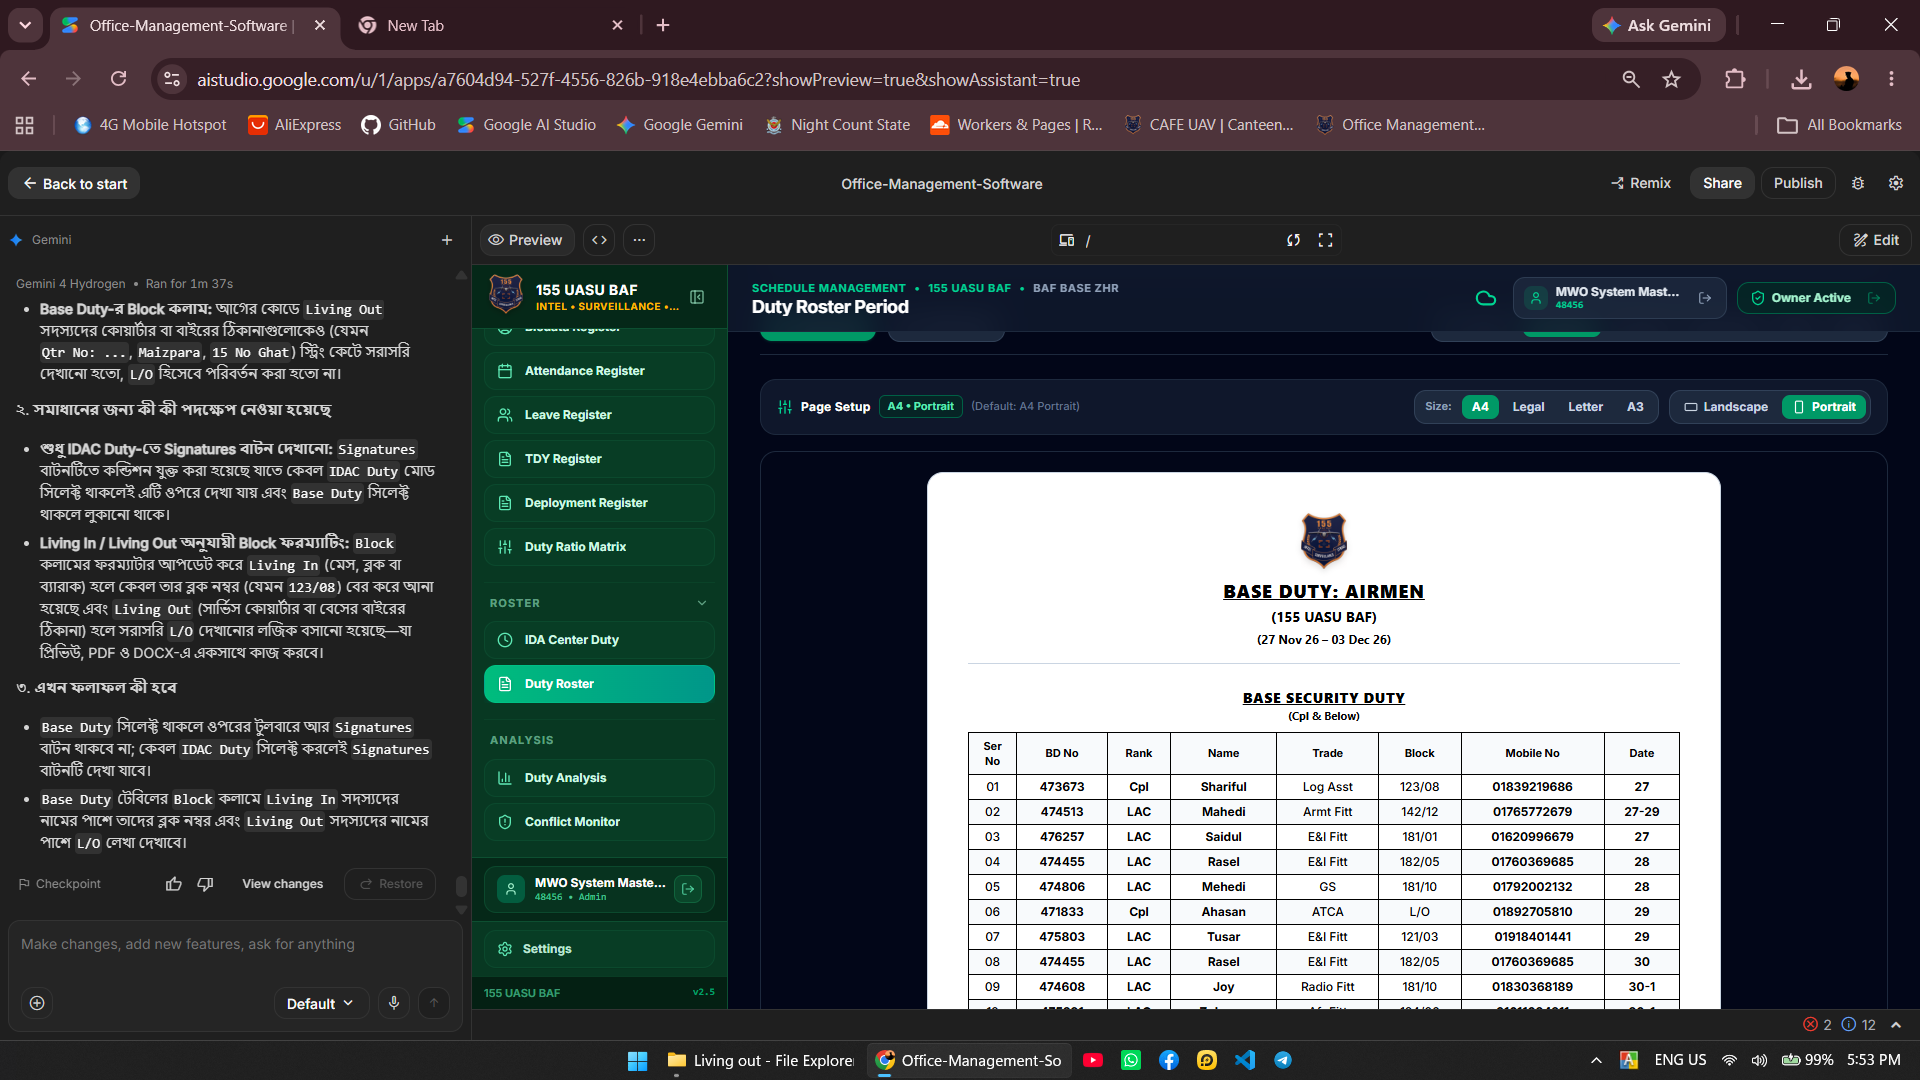 Office-Management-Software |
New Tab
Ask Gemini
aistudio.google.com/u/1/apps/a7604d94-527f-4556-826b-918e4ebba6c2?showPreview=true&showAssistant=true
4G Mobile Hotspot
AliExpress
GitHub
Google AI Studio
Google Gemini
Night Count State
Workers & Pages | R...
CAFE UAV | Canteen...
Office Management...
All Bookmarks
Back to start
Office-Management-Software
Remix
Share
Publish
Gemini
Preview
/
Edit
Gemini 4 Hydrogen • Ran for 1m 37s
• Base Duty-র Block কলাম: আগের কোডে Living Out
সদস্যদের কোয়ার্টার বা বাইরের ঠিকানাগুলোকেও (যেমন
Qtr No: ..., Maizpara, 15 No Ghat) স্ট্রিং কেটে সরাসরি
দেখানো হতো, L/O হিসেবে পরিবর্তন করা হতো না।
২. সমাধানের জন্য কী কী পদক্ষেপ নেওয়া হয়েছে
• শুধু IDAC Duty-তে Signatures বাটন দেখানো: Signatures
বাটনটিতে কন্ডিশন যুক্ত করা হয়েছে যাতে কেবল IDAC Duty মোড
সিলেক্ট থাকলেই এটি ওপরে দেখা যায় এবং Base Duty সিলেক্ট
থাকলে লুকানো থাকে।
• Living In / Living Out অনুযায়ী Block ফরম্যাটিং: Block
কলামের ফরম্যাটার আপডেট করে Living In (মেস, ব্লক বা
ব্যারাক) হলে কেবল তার ব্লক নম্বর (যেমন 123/08) বের করে আনা
হয়েছে এবং Living Out (সার্ভিস কোয়ার্টার বা বেসের বাইরের
ঠিকানা) হলে সরাসরি L/O দেখানোর লজিক বসানো হয়েছে—যা
প্রিভিউ, PDF ও DOCX-এ একসাথে কাজ করবে।
৩. এখন ফলাফল কী হবে
• Base Duty সিলেক্ট থাকলে ওপরের টুলবারে আর Signatures
বাটন থাকবে না; কেবল IDAC Duty সিলেক্ট করলেই Signatures
বাটনটি দেখা যাবে।
• Base Duty টেবিলের Block কলামে Living In সদস্যদের
নামের পাশে তাদের ব্লক নম্বর এবং Living Out সদস্যদের নামের
পাশে L/O লেখা দেখাবে।
Checkpoint
View changes
Restore
Make changes, add new features, ask for anything
Default
155
155 UASU BAF
INTEL • SURVEILLANCE •...
Attendance Register
Leave Register
TDY Register
Deployment Register
Duty Ratio Matrix
ROSTER
IDA Center Duty
Duty Roster
ANALYSIS
Duty Analysis
Conflict Monitor
MWO System Maste...
48456 • Admin
Settings
155 UASU BAF v2.5
SCHEDULE MANAGEMENT • 155 UASU BAF • BAF BASE ZHR
Duty Roster Period
MWO System Mast...
48456
Owner Active
Page Setup A4 • Portrait (Default: A4 Portrait)
Size: A4 Legal Letter A3
Landscape Portrait
155
BASE DUTY: AIRMEN
(155 UASU BAF)
(27 Nov 26 – 03 Dec 26)
BASE SECURITY DUTY
(Cpl & Below)
Ser No BD No Rank Name Trade Block Mobile No Date
01 473673 Cpl Shariful Log Asst 123/08 01839219686 27
02 474513 LAC Mahedi Armt Fitt 142/12 01765772679 27-29
03 476257 LAC Saidul E&I Fitt 181/01 01620996679 27
04 474455 LAC Rasel E&I Fitt 182/05 01760369685 28
05 474806 LAC Mehedi GS 181/10 01792002132 28
06 471833 Cpl Ahasan ATCA L/O 01892705810 29
07 475803 LAC Tusar E&I Fitt 121/03 01918401441 29
08 474455 LAC Rasel E&I Fitt 182/05 01760369685 30
09 474608 LAC Joy Radio Fitt 181/10 01830368189 30-1
2 12
Living out - File Explorer
Office-Management-So
ENG US
99%
5:53 PM